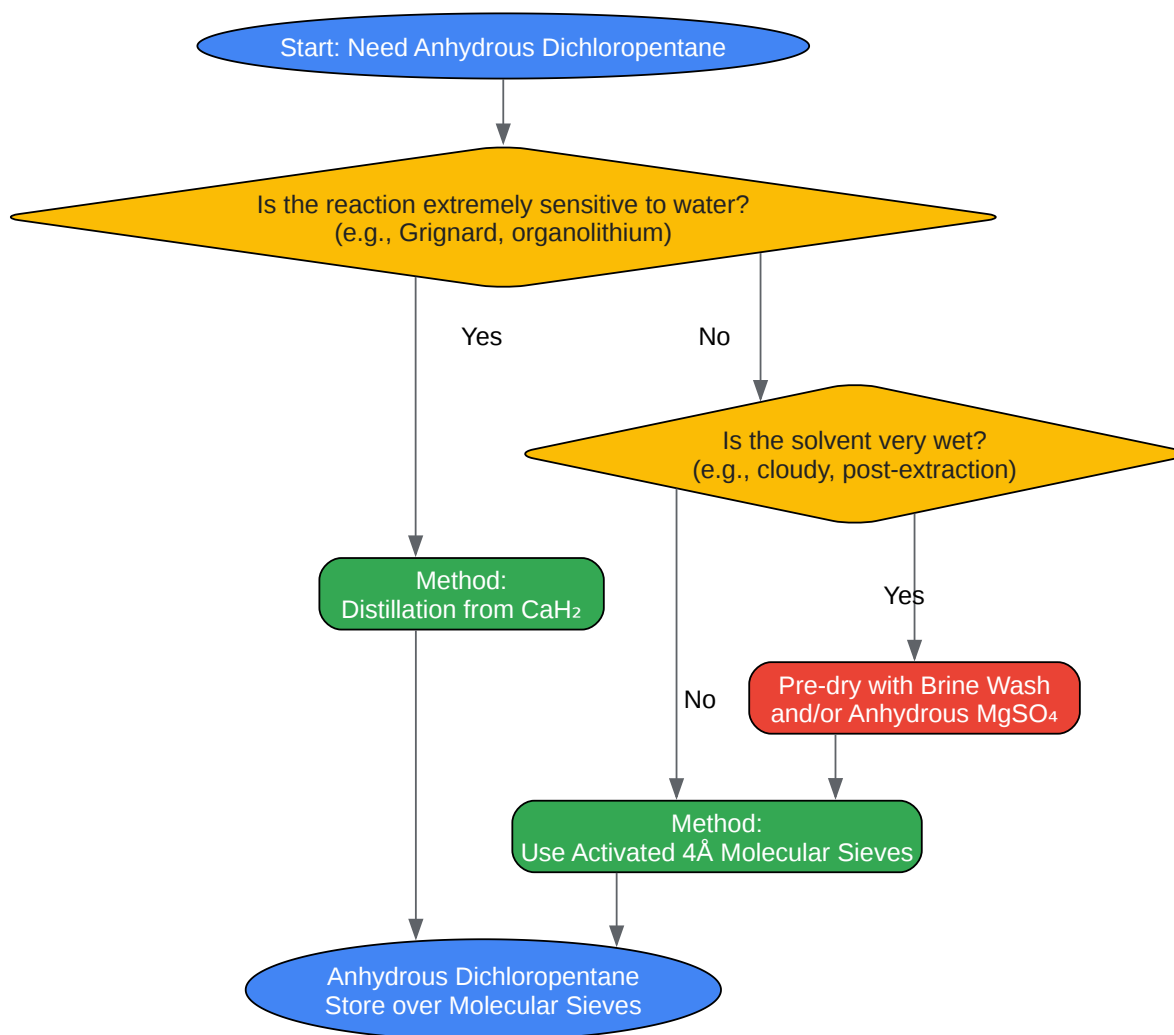 Start: Need Anhydrous Dichloropentane
Is the reaction extremely sensitive to water?
(e.g., Grignard, organolithium)
Yes
No
Is the solvent very wet?
(e.g., cloudy, post-extraction)
Method:
Distillation from CaH₂
Yes
No
Pre-dry with Brine Wash
and/or Anhydrous MgSO₄
Method:
Use Activated 4Å Molecular Sieves
Anhydrous Dichloropentane
Store over Molecular Sieves